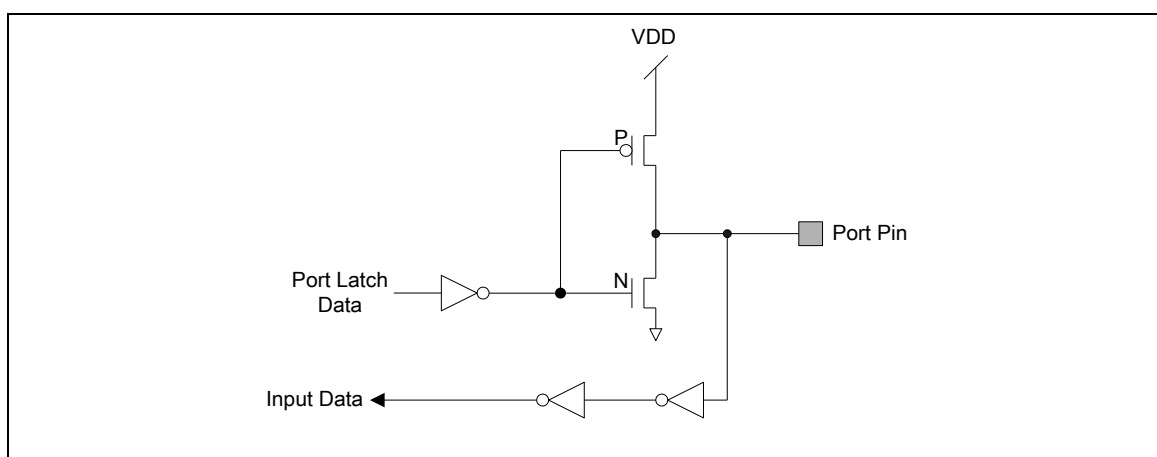 VDD
P
Port Pin
N
Port Latch
Data
Input Data